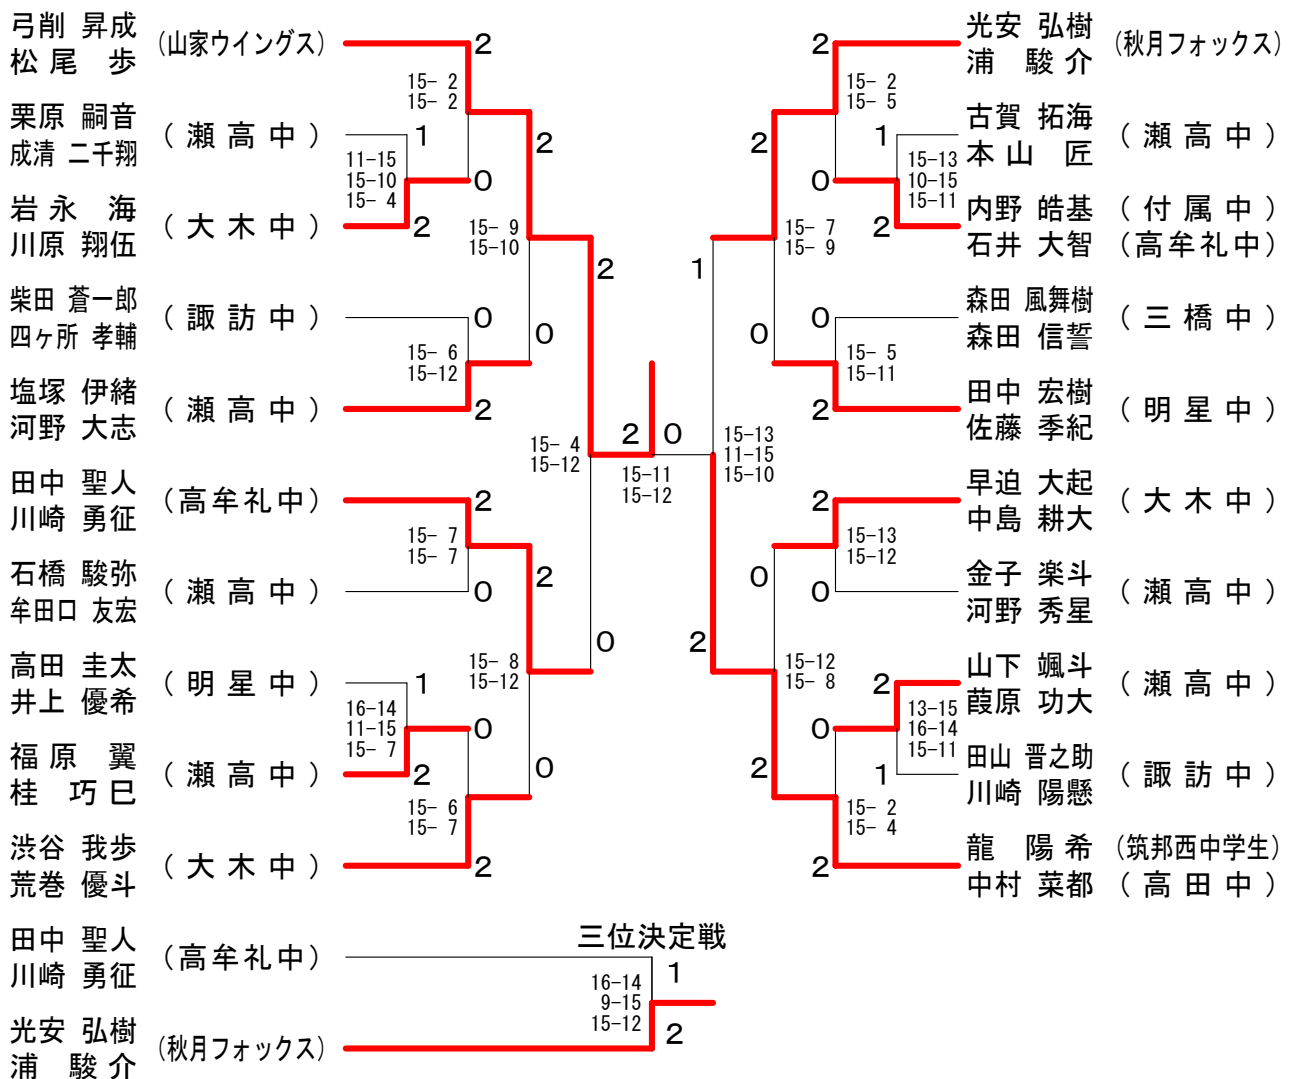 弓削 昇成
松尾 歩
(山家ウイングス)
2
15- 2
15- 2
栗原 嗣音
成清 二千翔
(瀬高中)
1
11-15
15-10
15- 4
0
岩永 海
川原 翔伍
(大木中)
2
2
15- 9
15-10
柴田 蒼一郎
四ヶ所 孝輔
(諏訪中)
0
15- 6
15-12
0
塩塚 伊緒
河野 大志
(瀬高中)
2
2
15- 4
15-12
田中 聖人
川崎 勇征
(高牟礼中)
2
15- 7
15- 7
石橋 駿弥
牟田口 友宏
(瀬高中)
0
2
15- 8
15-12
0
高田 圭太
井上 優希
(明星中)
1
16-14
11-15
15- 7
0
福原 翼
桂 巧巳
(瀬高中)
2
15- 6
15- 7
0
渋谷 我歩
荒巻 優斗
(大木中)
2
2
0
15-11
15-12
光安 弘樹
浦 駿介
(秋月フォックス)
2
15- 2
15- 5
古賀 拓海
本山 匠
(瀬高中)
1
15-13
10-15
15-11
0
内野 皓基
石井 大智
(付属中)
(高牟礼中)
2
2
15- 7
15- 9
森田 風舞樹
森田 信誓
(三橋中)
0
15- 5
15-11
0
田中 宏樹
佐藤 季紀
(明星中)
2
1
15-13
11-15
15-10
早迫 大起
中島 耕大
(大木中)
2
15-13
15-12
金子 楽斗
河野 秀星
(瀬高中)
0
0
15-12
15- 8
2
山下 颯斗
葭原 功大
(瀬高中)
2
13-15
16-14
15-11
0
田山 晋之助
川崎 陽懸
(諏訪中)
1
15- 2
15- 4
2
龍 陽希
中村 菜都
(筑邦西中学生)
(高田中)
2
三位決定戦
田中 聖人
川崎 勇征
(高牟礼中)
1
16-14
9-15
15-12
光安 弘樹
浦 駿介
(秋月フォックス)
2